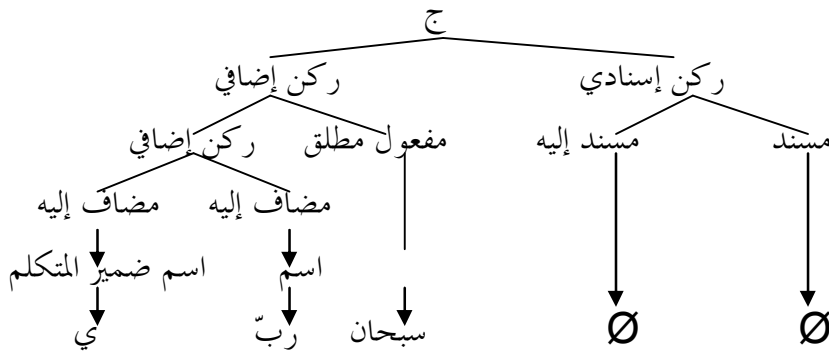 ج
ركن إسنادي ركن إضافي
مسند مسند إليه مفعول مطلق ركن إضافي
مضاف إليه مضاف إليه
اسم اسم ضمير المتكلم
Ø Ø سبحان ربّ ي